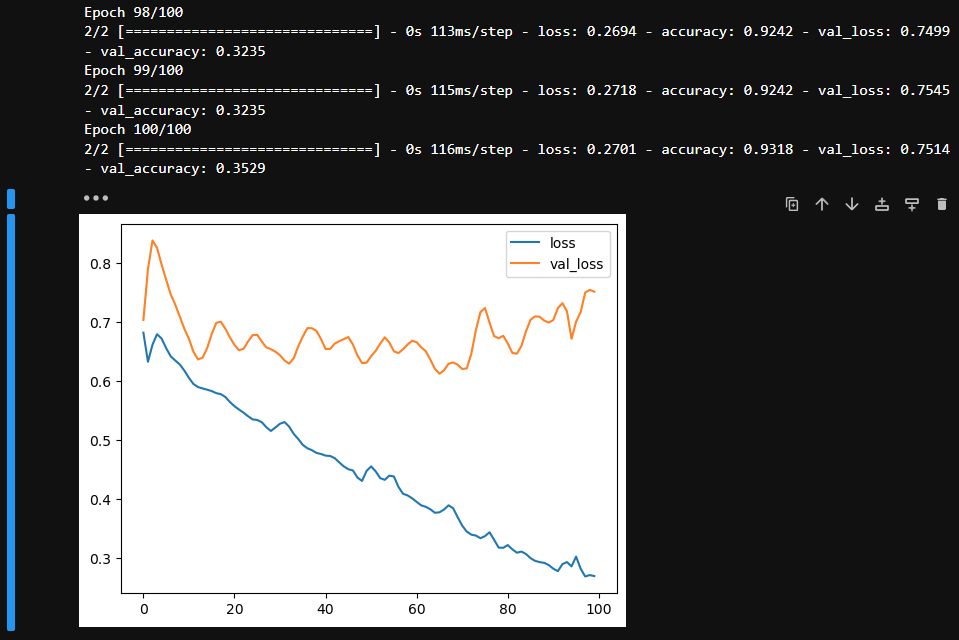 Epoch 98/100
2/2 [==============================] - 0s 113ms/step - loss: 0.2694 - accuracy: 0.9242 - val_loss: 0.7499
- val_accuracy: 0.3235
Epoch 99/100
2/2 [==============================] - 0s 115ms/step - loss: 0.2718 - accuracy: 0.9242 - val_loss: 0.7545
- val_accuracy: 0.3235
Epoch 100/100
2/2 [==============================] - 0s 116ms/step - loss: 0.2701 - accuracy: 0.9318 - val_loss: 0.7514
- val_accuracy: 0.3529
loss
val_loss
0.8
0.7
0.6
0.5
0.4
0.3
0 20 40 60 80 100